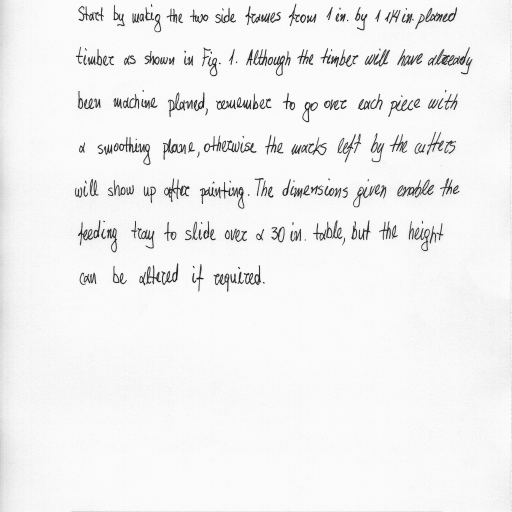 Start by making the two side frames from 1 in. by 1 1/4 in. planed
timber as shown in Fig. 1. Although the timber will have already
been machine planed, remember to go over each piece with
a smoothing plane, otherwise the marks left by the cutters
will show up after painting. The dimensions given enable the
feeding tray to slide over a 30 in. table, but the height
can be altered if required.